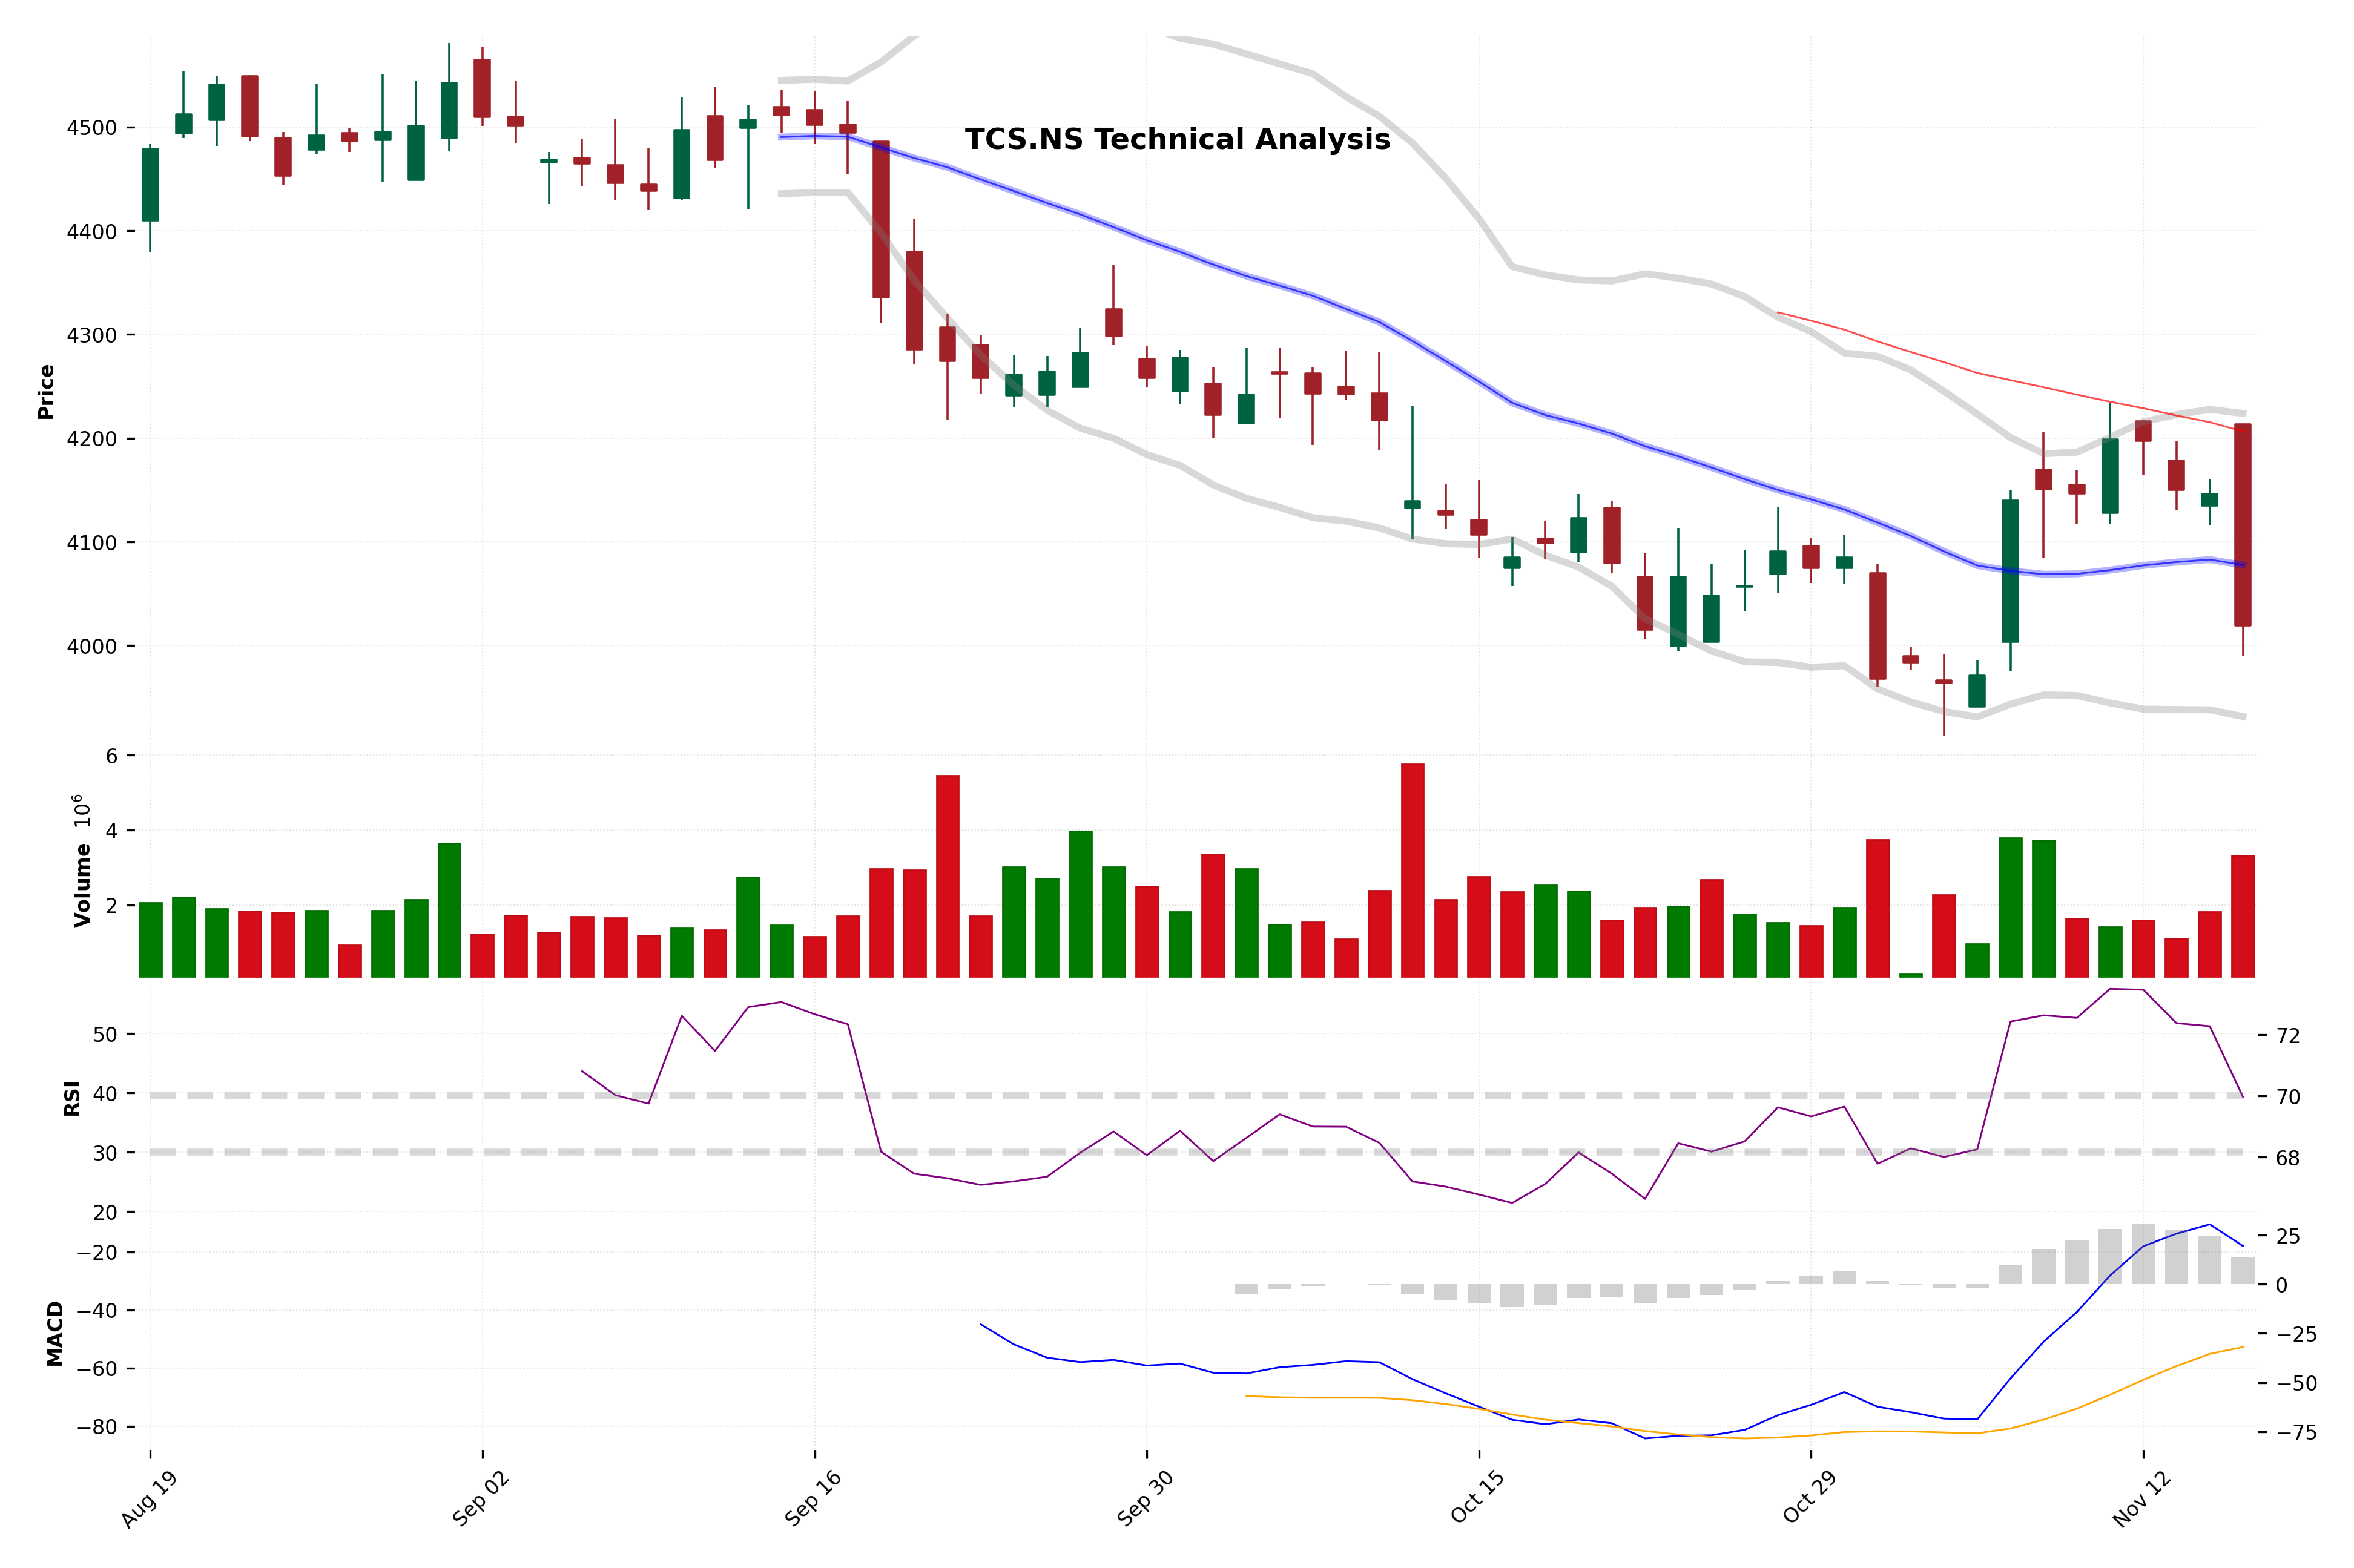 TCS.NS Technical Analysis
Price
4500
4400
4300
4200
4100
4000
Volume 10^6
6
4
2
RSI
50
40
30
20
72
70
68
MACD
−20
−40
−60
−80
25
0
−25
−50
−75
Aug 19
Sep 02
Sep 16
Sep 30
Oct 15
Oct 29
Nov 12